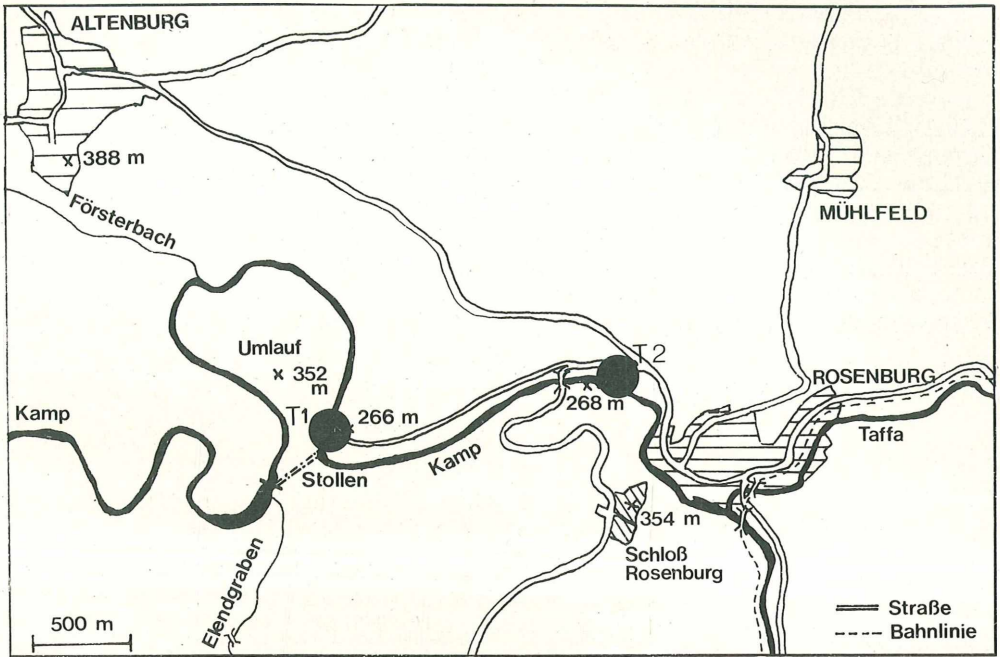 ALTENBURG
388 m
Försterbach
MÜHLFELD
Umlauf
352
m
T2
ROSENBURG
268 m
Kamp
T1
266 m
Taffa
Kamp
Stollen
354 m
Schloß
Rosenburg
Elendgraben
500 m
Straße
Bahnlinie